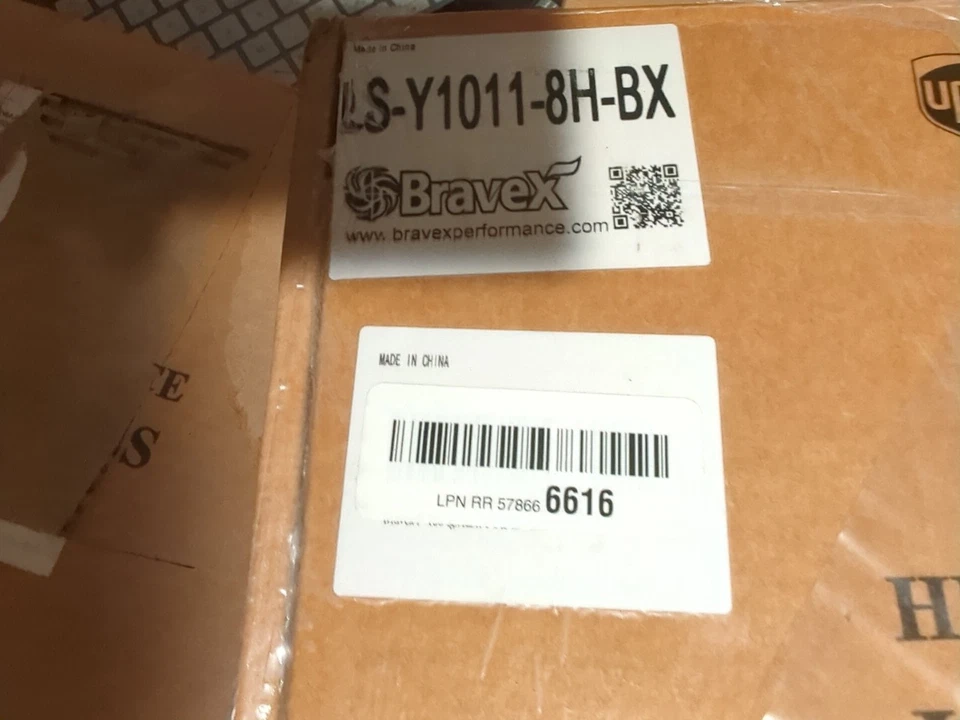 Made in China
LS-Y1011-8H-BX
BraveX
www. bravexperformance.com
MADE IN CHINA
LPN RR 57866 6616